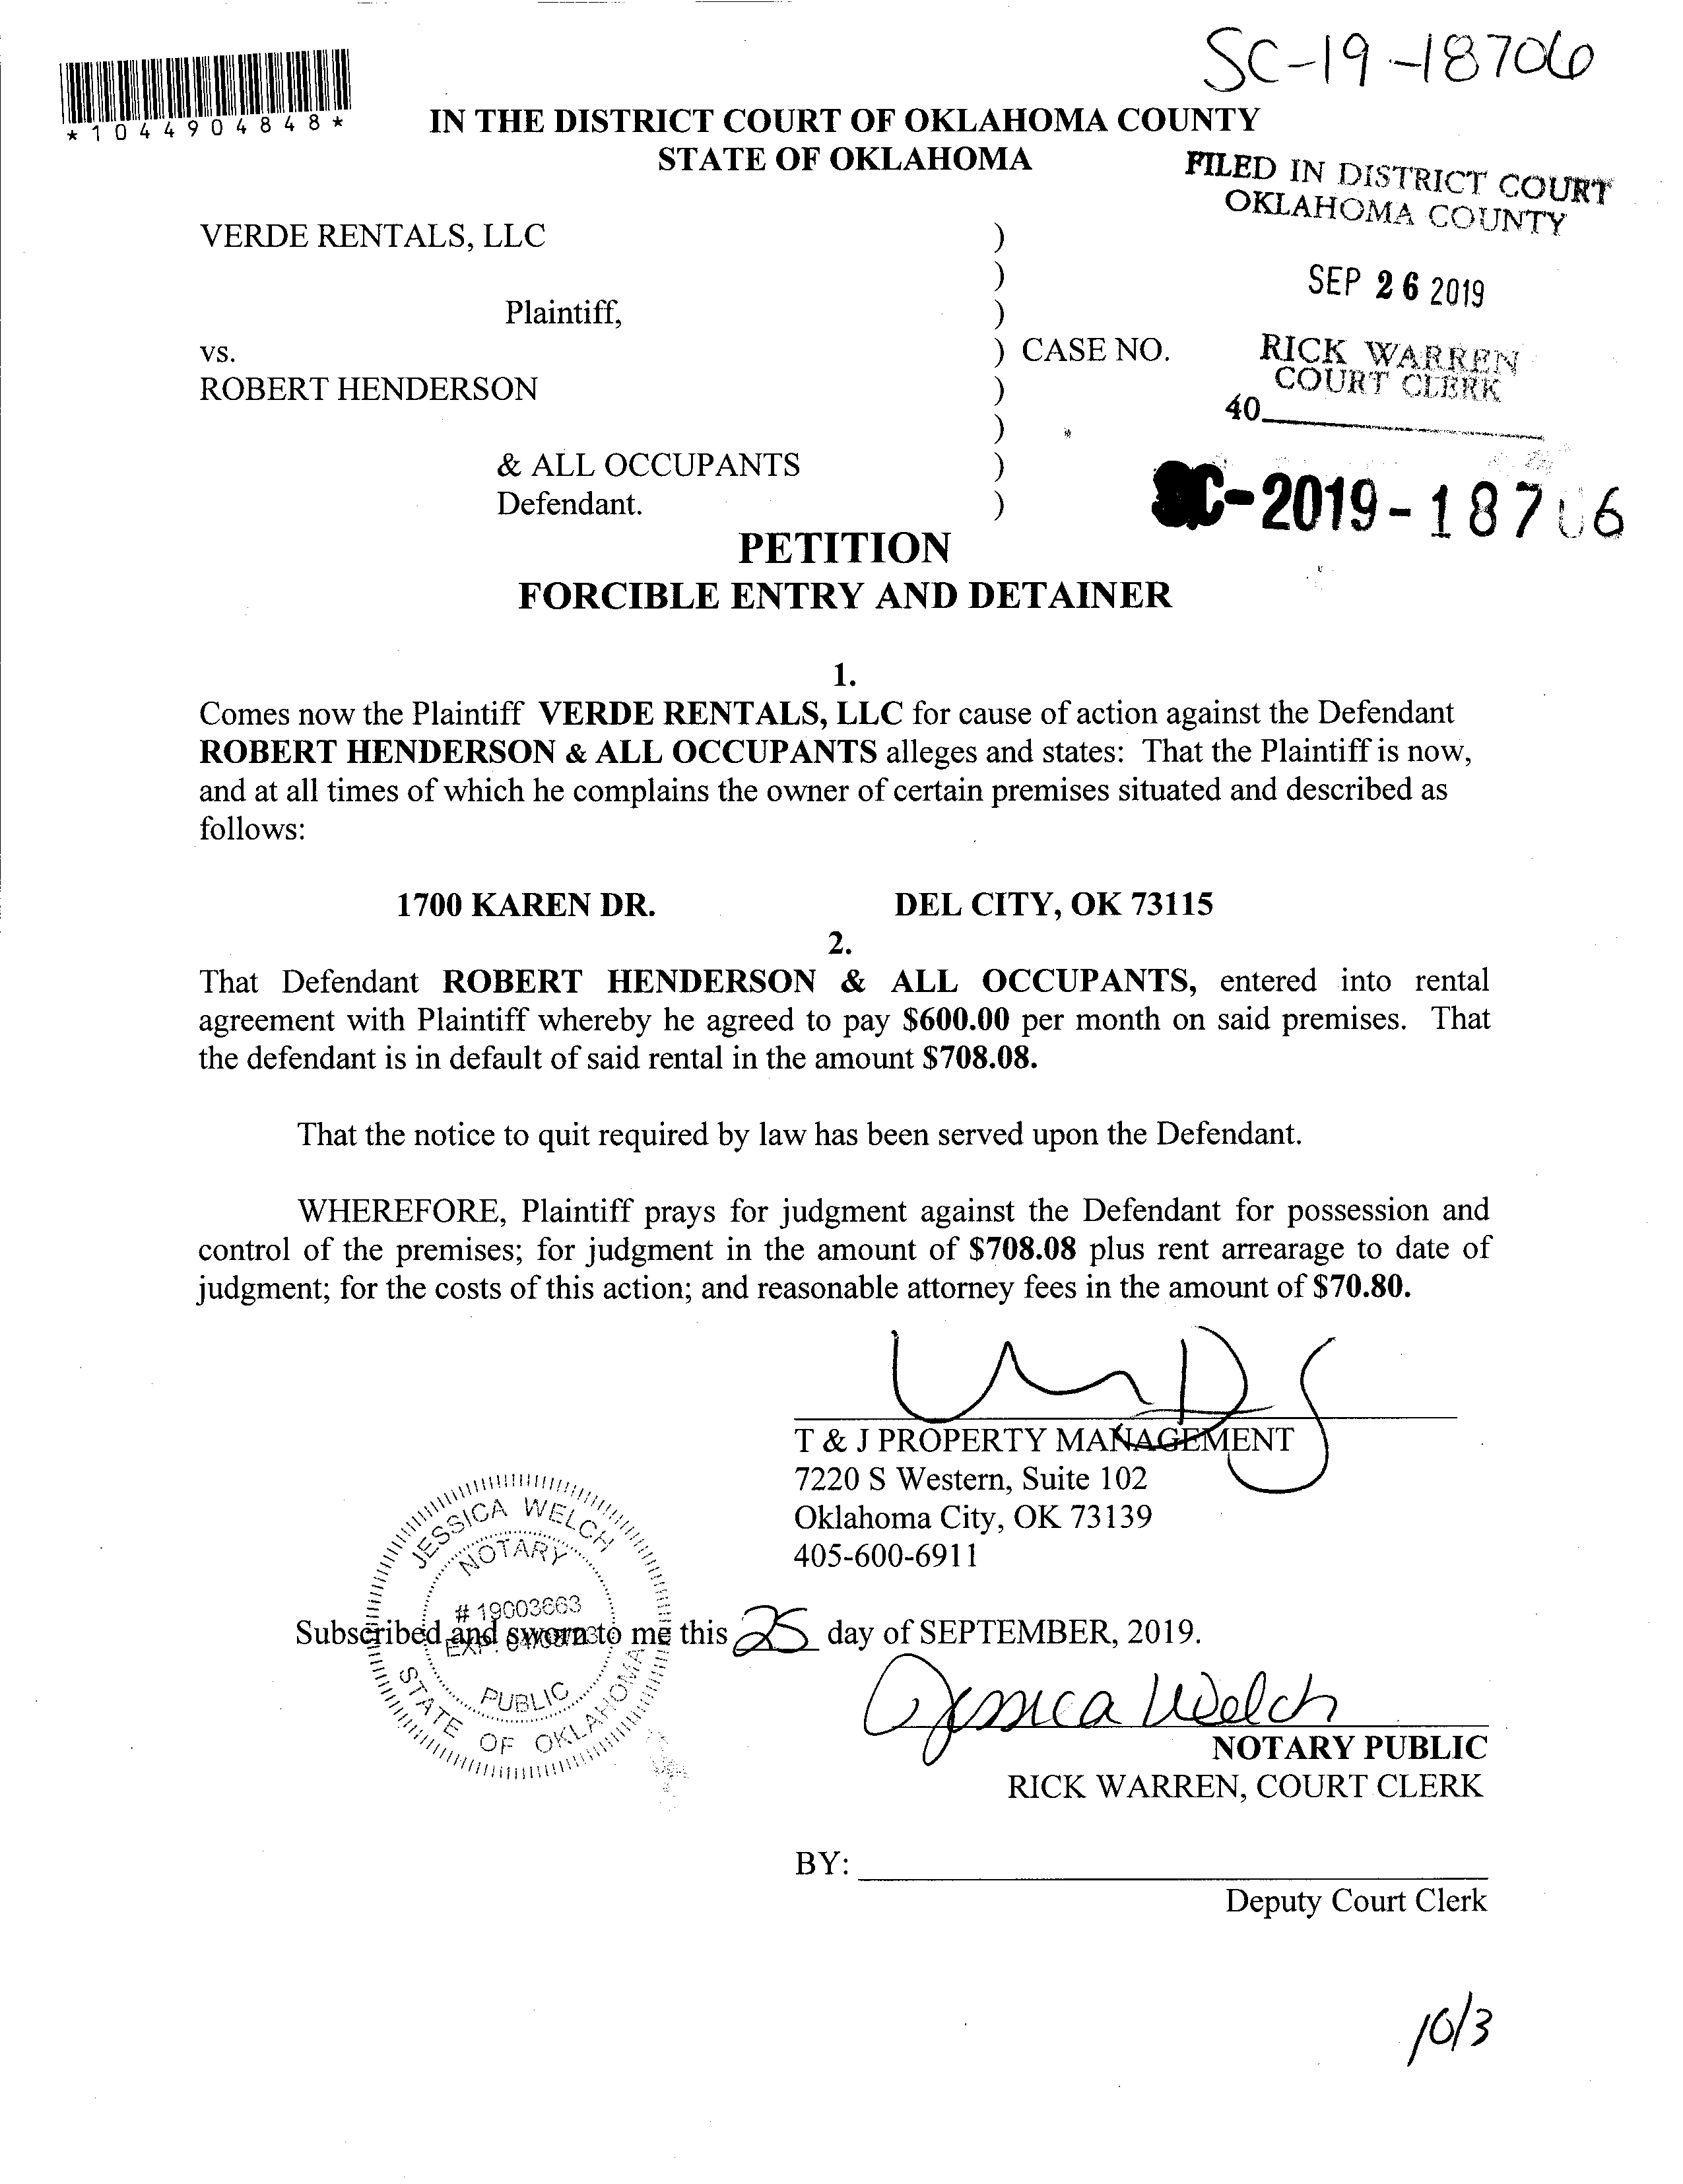 SC-19-18706
*1044904848*
IN THE DISTRICT COURT OF OKLAHOMA COUNTY
STATE OF OKLAHOMA
FILED IN DISTRICT COURT
OKLAHOMA COUNTY
VERDE RENTALS, LLC )
)
SEP 26 2019
Plaintiff, )
vs. ) CASE NO.
RICK WARREN
COURT CLERK
ROBERT HENDERSON )
40
)
& ALL OCCUPANTS )
Defendant. )
SC-2019-18706
PETITION
FORCIBLE ENTRY AND DETAINER
1.
Comes now the Plaintiff VERDE RENTALS, LLC for cause of action against the Defendant
ROBERT HENDERSON & ALL OCCUPANTS alleges and states: That the Plaintiff is now,
and at all times of which he complains the owner of certain premises situated and described as
follows:
1700 KAREN DR. DEL CITY, OK 73115
2.
That Defendant ROBERT HENDERSON & ALL OCCUPANTS, entered into rental
agreement with Plaintiff whereby he agreed to pay $600.00 per month on said premises. That
the defendant is in default of said rental in the amount $708.08.
That the notice to quit required by law has been served upon the Defendant.
WHEREFORE, Plaintiff prays for judgment against the Defendant for possession and
control of the premises; for judgment in the amount of $708.08 plus rent arrearage to date of
judgment; for the costs of this action; and reasonable attorney fees in the amount of $70.80.
T & J PROPERTY MANAGEMENT
7220 S Western, Suite 102
Oklahoma City, OK 73139
405-600-6911
JESSICA WELCH
NOTARY
# 19003663
EXP.
PUBLIC
STATE OF OKLAHOMA
Subscribed and sworn to me this 25 day of SEPTEMBER, 2019.
Jessica Welch
NOTARY PUBLIC
RICK WARREN, COURT CLERK
BY:
Deputy Court Clerk
10/3